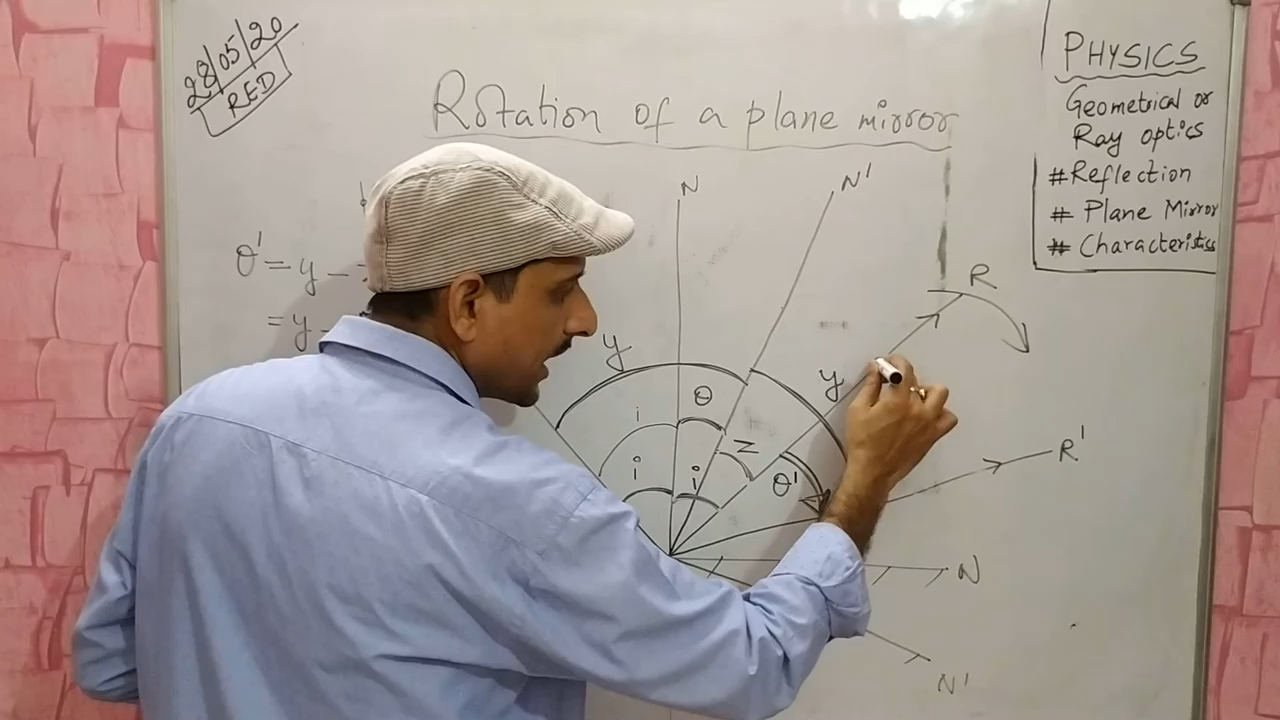 28/05/20
RED
Rotation of a plane mirror
PHYSICS
Geometrical or
Ray optics
#Reflection
# Plane Mirror
# Characteristics
N
N'
R
θ' = y -
= y -
y
i
θ
y
z
i
i
θ'
R'
N
N'